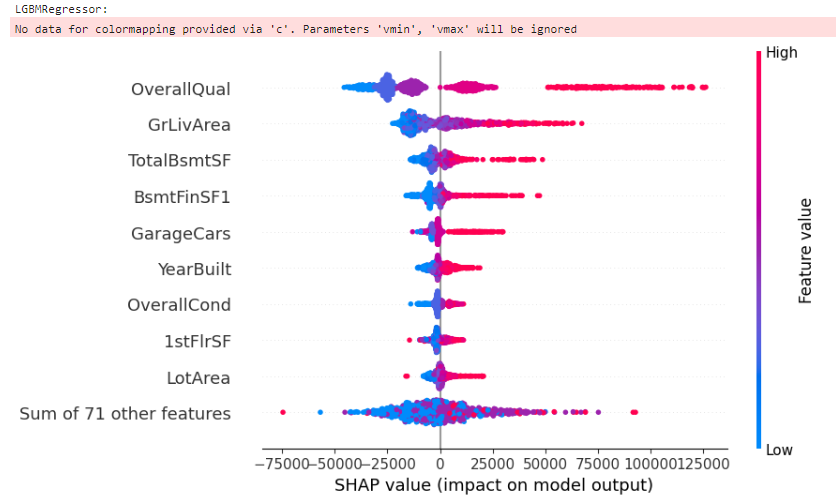 LGBMRegressor:
No data for colormapping provided via 'c'. Parameters 'vmin', 'vmax' will be ignored
High
OverallQual
GrLivArea
TotalBsmtSF
BsmtFinSF1
GarageCars
YearBuilt
OverallCond
1stFlrSF
LotArea
Sum of 71 other features
Feature value
Low
−75000 −50000 −25000 0 25000 50000 75000 100000 125000
SHAP value (impact on model output)